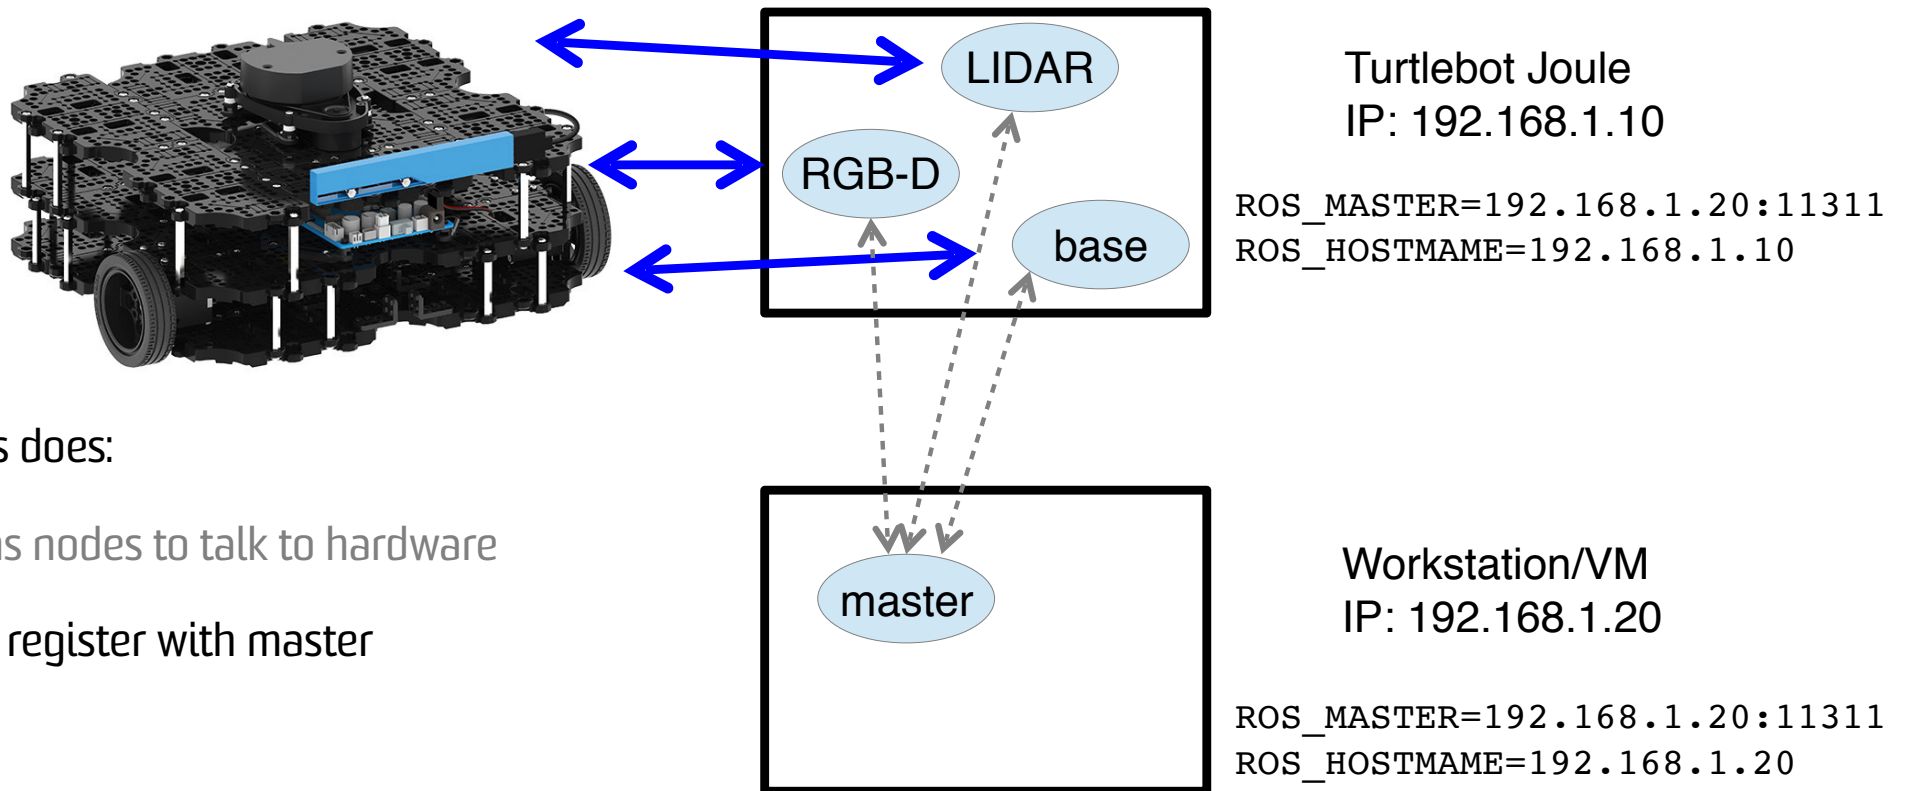 LIDAR
RGB-D
base
Turtlebot Joule
IP: 192.168.1.10
ROS_MASTER=192.168.1.20:11311
ROS_HOSTMAME=192.168.1.10
s does:
s nodes to talk to hardware
register with master
master
Workstation/VM
IP: 192.168.1.20
ROS_MASTER=192.168.1.20:11311
ROS_HOSTMAME=192.168.1.20